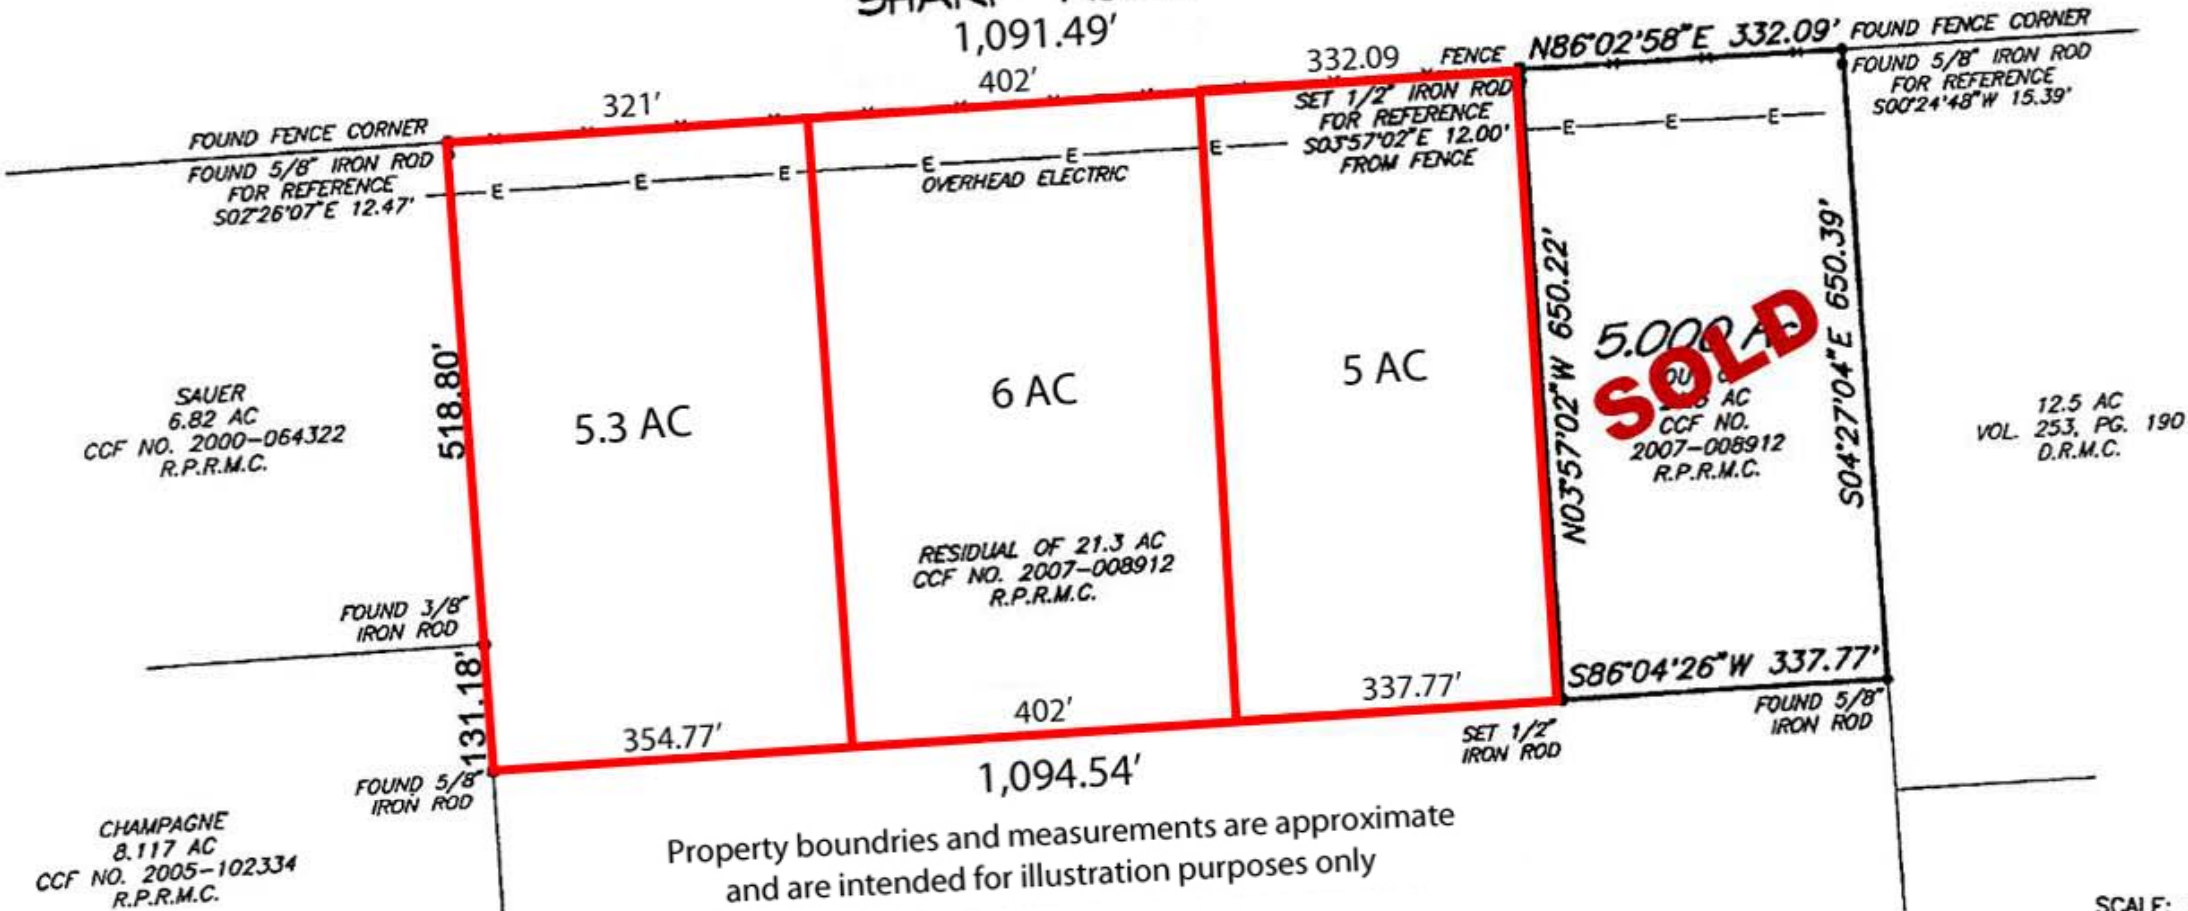 1,091.49'
321'
402'
332.09
FENCE
N86°02'58"E 332.09'
FOUND FENCE CORNER
FOUND 5/8" IRON ROD
FOR REFERENCE
S00°24'48"W 15.39'
FOUND FENCE CORNER
FOUND 5/8" IRON ROD
FOR REFERENCE
S02°26'07"E 12.47'
SET 1/2" IRON ROD
FOR REFERENCE
S03°57'02"E 12.00'
FROM FENCE
E E E E E E E E E
OVERHEAD ELECTRIC
SAUER
6.82 AC
CCF NO. 2000-064322
R.P.R.M.C.
518.80'
5.3 AC
6 AC
5 AC
N03°57'02"W 650.22'
5.000 Ac
SOLD
AC
CCF NO.
2007-008912
R.P.R.M.C.
S04°27'04"E 650.39'
12.5 AC
VOL. 253, PG. 190
D.R.M.C.
RESIDUAL OF 21.3 AC
CCF NO. 2007-008912
R.P.R.M.C.
FOUND 3/8"
IRON ROD
131.18'
354.77'
402'
337.77'
S86°04'26"W 337.77'
FOUND 5/8"
IRON ROD
SET 1/2"
IRON ROD
FOUND 5/8"
IRON ROD
1,094.54'
CHAMPAGNE
8.117 AC
CCF NO. 2005-102334
R.P.R.M.C.
Property boundries and measurements are approximate
and are intended for illustration purposes only
SCALE: